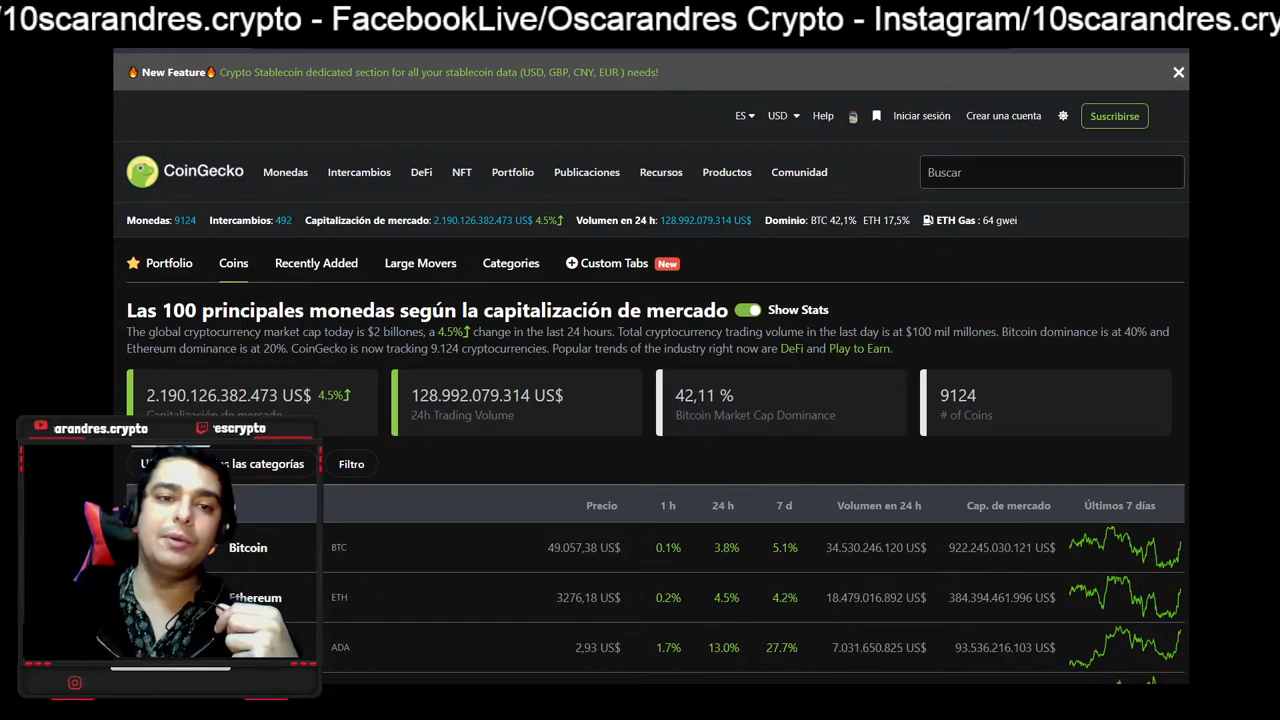 /10scarandres.crypto - FacebookLive/Oscarandres Crypto - Instagram/10scarandres.cry
New Feature Crypto Stablecoin dedicated section for all your stablecoin data (USD, GBP, CNY, EUR ) needs!
ES USD Help Iniciar sesión Crear una cuenta Suscribirse
CoinGecko Monedas Intercambios DeFi NFT Portfolio Publicaciones Recursos Productos Comunidad Buscar
Monedas: 9124 Intercambios: 492 Capitalización de mercado: 2.190.126.382.473 US$ 4.5% Volumen en 24 h: 128.992.079.314 US$ Dominio: BTC 42,1% ETH 17,5% ETH Gas: 64 gwei
Portfolio Coins Recently Added Large Movers Categories Custom Tabs New
Las 100 principales monedas según la capitalización de mercado Show Stats
The global cryptocurrency market cap today is $2 billones, a 4.5% change in the last 24 hours. Total cryptocurrency trading volume in the last day is at $100 mil millones. Bitcoin dominance is at 40% and
Ethereum dominance is at 20%. CoinGecko is now tracking 9.124 cryptocurrencies. Popular trends of the industry right now are DeFi and Play to Earn.
2.190.126.382.473 US$ 4.5% 128.992.079.314 US$ 42,11 % 9124
Capitalización de mercado 24h Trading Volume Bitcoin Market Cap Dominance # of Coins
arandres.crypto rescrypto
las categorías Filtro
Precio 1 h 24 h 7 d Volumen en 24 h Cap. de mercado Últimos 7 días
Bitcoin BTC 49.057,38 US$ 0.1% 3.8% 5.1% 34.530.246.120 US$ 922.245.030.121 US$
Ethereum ETH 3276,18 US$ 0.2% 4.5% 4.2% 18.479.016.892 US$ 384.394.461.996 US$
ADA 2,93 US$ 1.7% 13.0% 27.7% 7.031.650.825 US$ 93.536.216.103 US$